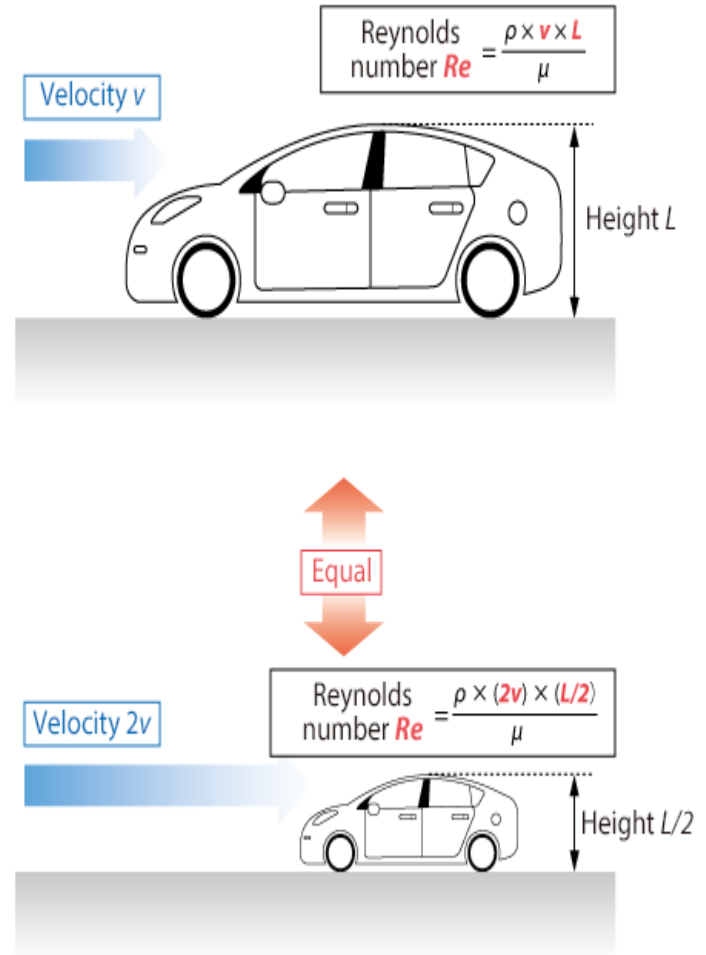 Reynolds number Re = ρ × v × L / μ
Velocity v
Height L
Equal
Reynolds number Re = ρ × (2v) × (L/2) / μ
Velocity 2v
Height L/2